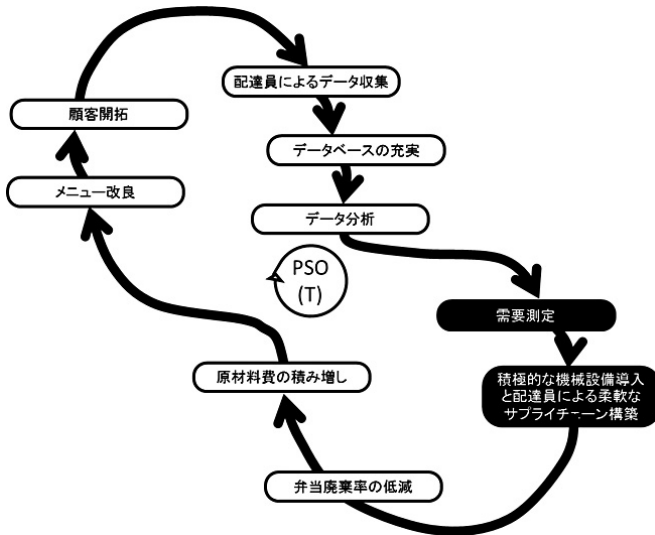 配達員によるデータ収集
顧客開拓
データベースの充実
メニュー改良
データ分析
PSO
(T)
需要測定
原材料費の積み増し
積極的な機械設備導入
と配達員による柔軟な
サプライチェーン構築
弁当廃棄率の低減